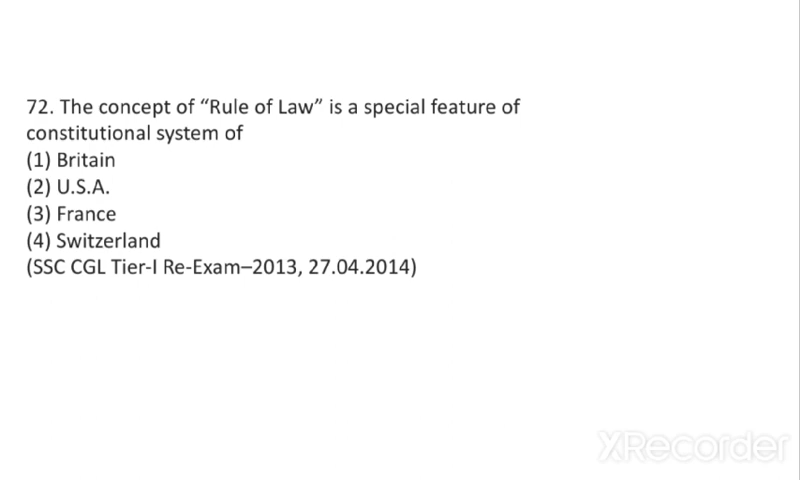 72. The concept of “Rule of Law” is a special feature of
constitutional system of
(1) Britain
(2) U.S.A.
(3) France
(4) Switzerland
(SSC CGL Tier-I Re-Exam–2013, 27.04.2014)
XRecorder